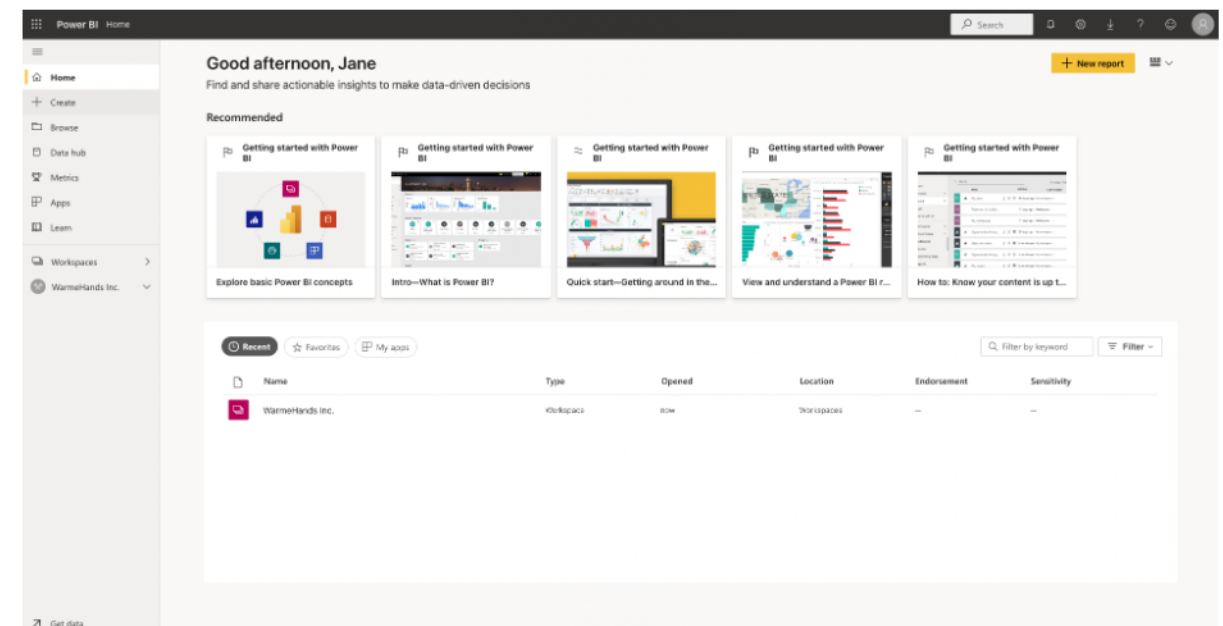 Power BI Home
Search
Home
Create
Browse
Data hub
Metrics
Apps
Learn
Workspaces
WarmeHands Inc.
Get data
Good afternoon, Jane
Find and share actionable insights to make data-driven decisions
New report
Recommended
Getting started with Power
BI
Explore basic Power BI concepts
Getting started with Power
BI
Intro—What is Power BI?
Getting started with Power
BI
Quick start—Getting around in the...
Getting started with Power
BI
View and understand a Power BI r...
Getting started with Power
BI
How to: Know your content is up t...
Recent Favorites My apps
Filter by keyword Filter
Name Type Opened Location Endorsement Sensitivity
WarmeHands Inc. Workspace now Workspaces — —